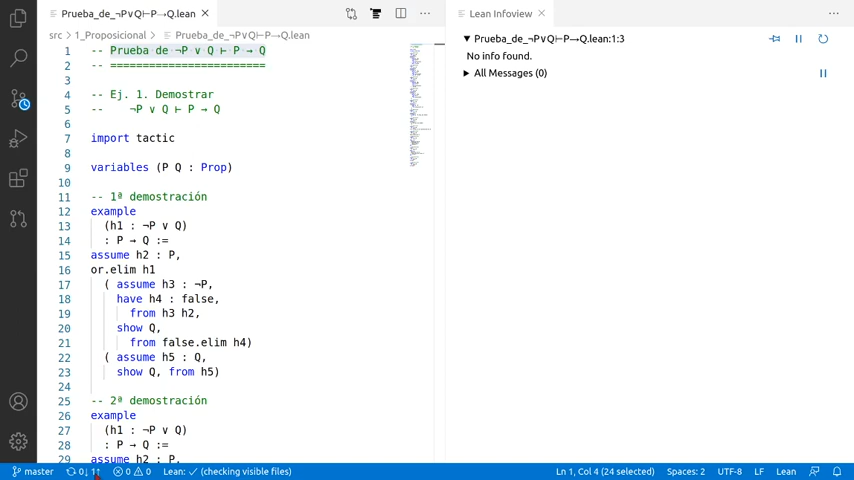 Prueba_de_¬P∨Q⊢P→Q.lean
src > 1_Proposicional > Prueba_de_¬P∨Q⊢P→Q.lean
1 -- Prueba de ¬P ∨ Q ⊢ P → Q
2 -- ========================
3
4 -- Ej. 1. Demostrar
5 --    ¬P ∨ Q ⊢ P → Q
6
7 import tactic
8
9 variables (P Q : Prop)
10
11 -- 1ª demostración
12 example
13   (h1 : ¬P ∨ Q)
14   : P → Q :=
15 assume h2 : P,
16 or.elim h1
17   ( assume h3 : ¬P,
18     have h4 : false,
19       from h3 h2,
20     show Q,
21       from false.elim h4)
22   ( assume h5 : Q,
23     show Q, from h5)
24
25 -- 2ª demostración
26 example
27   (h1 : ¬P ∨ Q)
28   : P → Q :=
29 assume h2 : P,
Lean Infoview
Prueba_de_¬P∨Q⊢P→Q.lean:1:3
No info found.
All Messages (0)
master 0↓ 1↑ 0 0 Lean: ✓ (checking visible files) Ln 1, Col 4 (24 selected) Spaces: 2 UTF-8 LF Lean